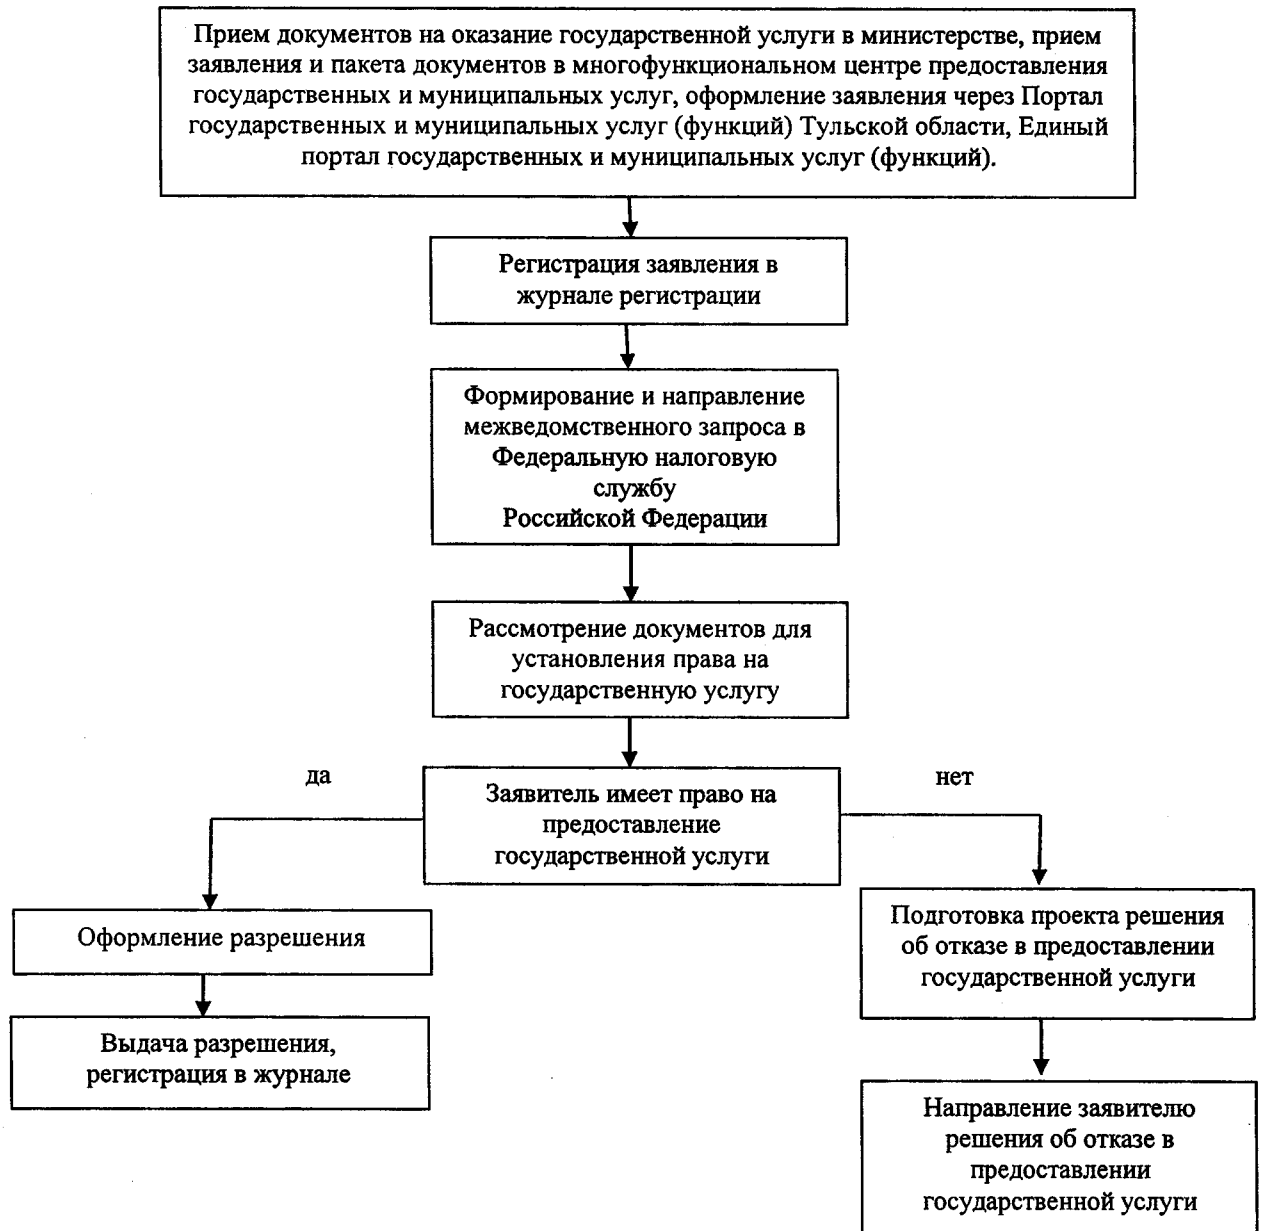 Прием документов на оказание государственной услуги в министерстве, прием
заявления и пакета документов в многофункциональном центре предоставления
государственных и муниципальных услуг, оформление заявления через Портал
государственных и муниципальных услуг (функций) Тульской области, Единый
портал государственных и муниципальных услуг (функций).
Регистрация заявления в
журнале регистрации
Формирование и направление
межведомственного запроса в
Федеральную налоговую
службу
Российской Федерации
Рассмотрение документов для
установления права на
государственную услугу
да
нет
Заявитель имеет право на
предоставление
государственной услуги
Оформление разрешения
Выдача разрешения,
регистрация в журнале
Подготовка проекта решения
об отказе в предоставлении
государственной услуги
Направление заявителю
решения об отказе в
предоставлении
государственной услуги